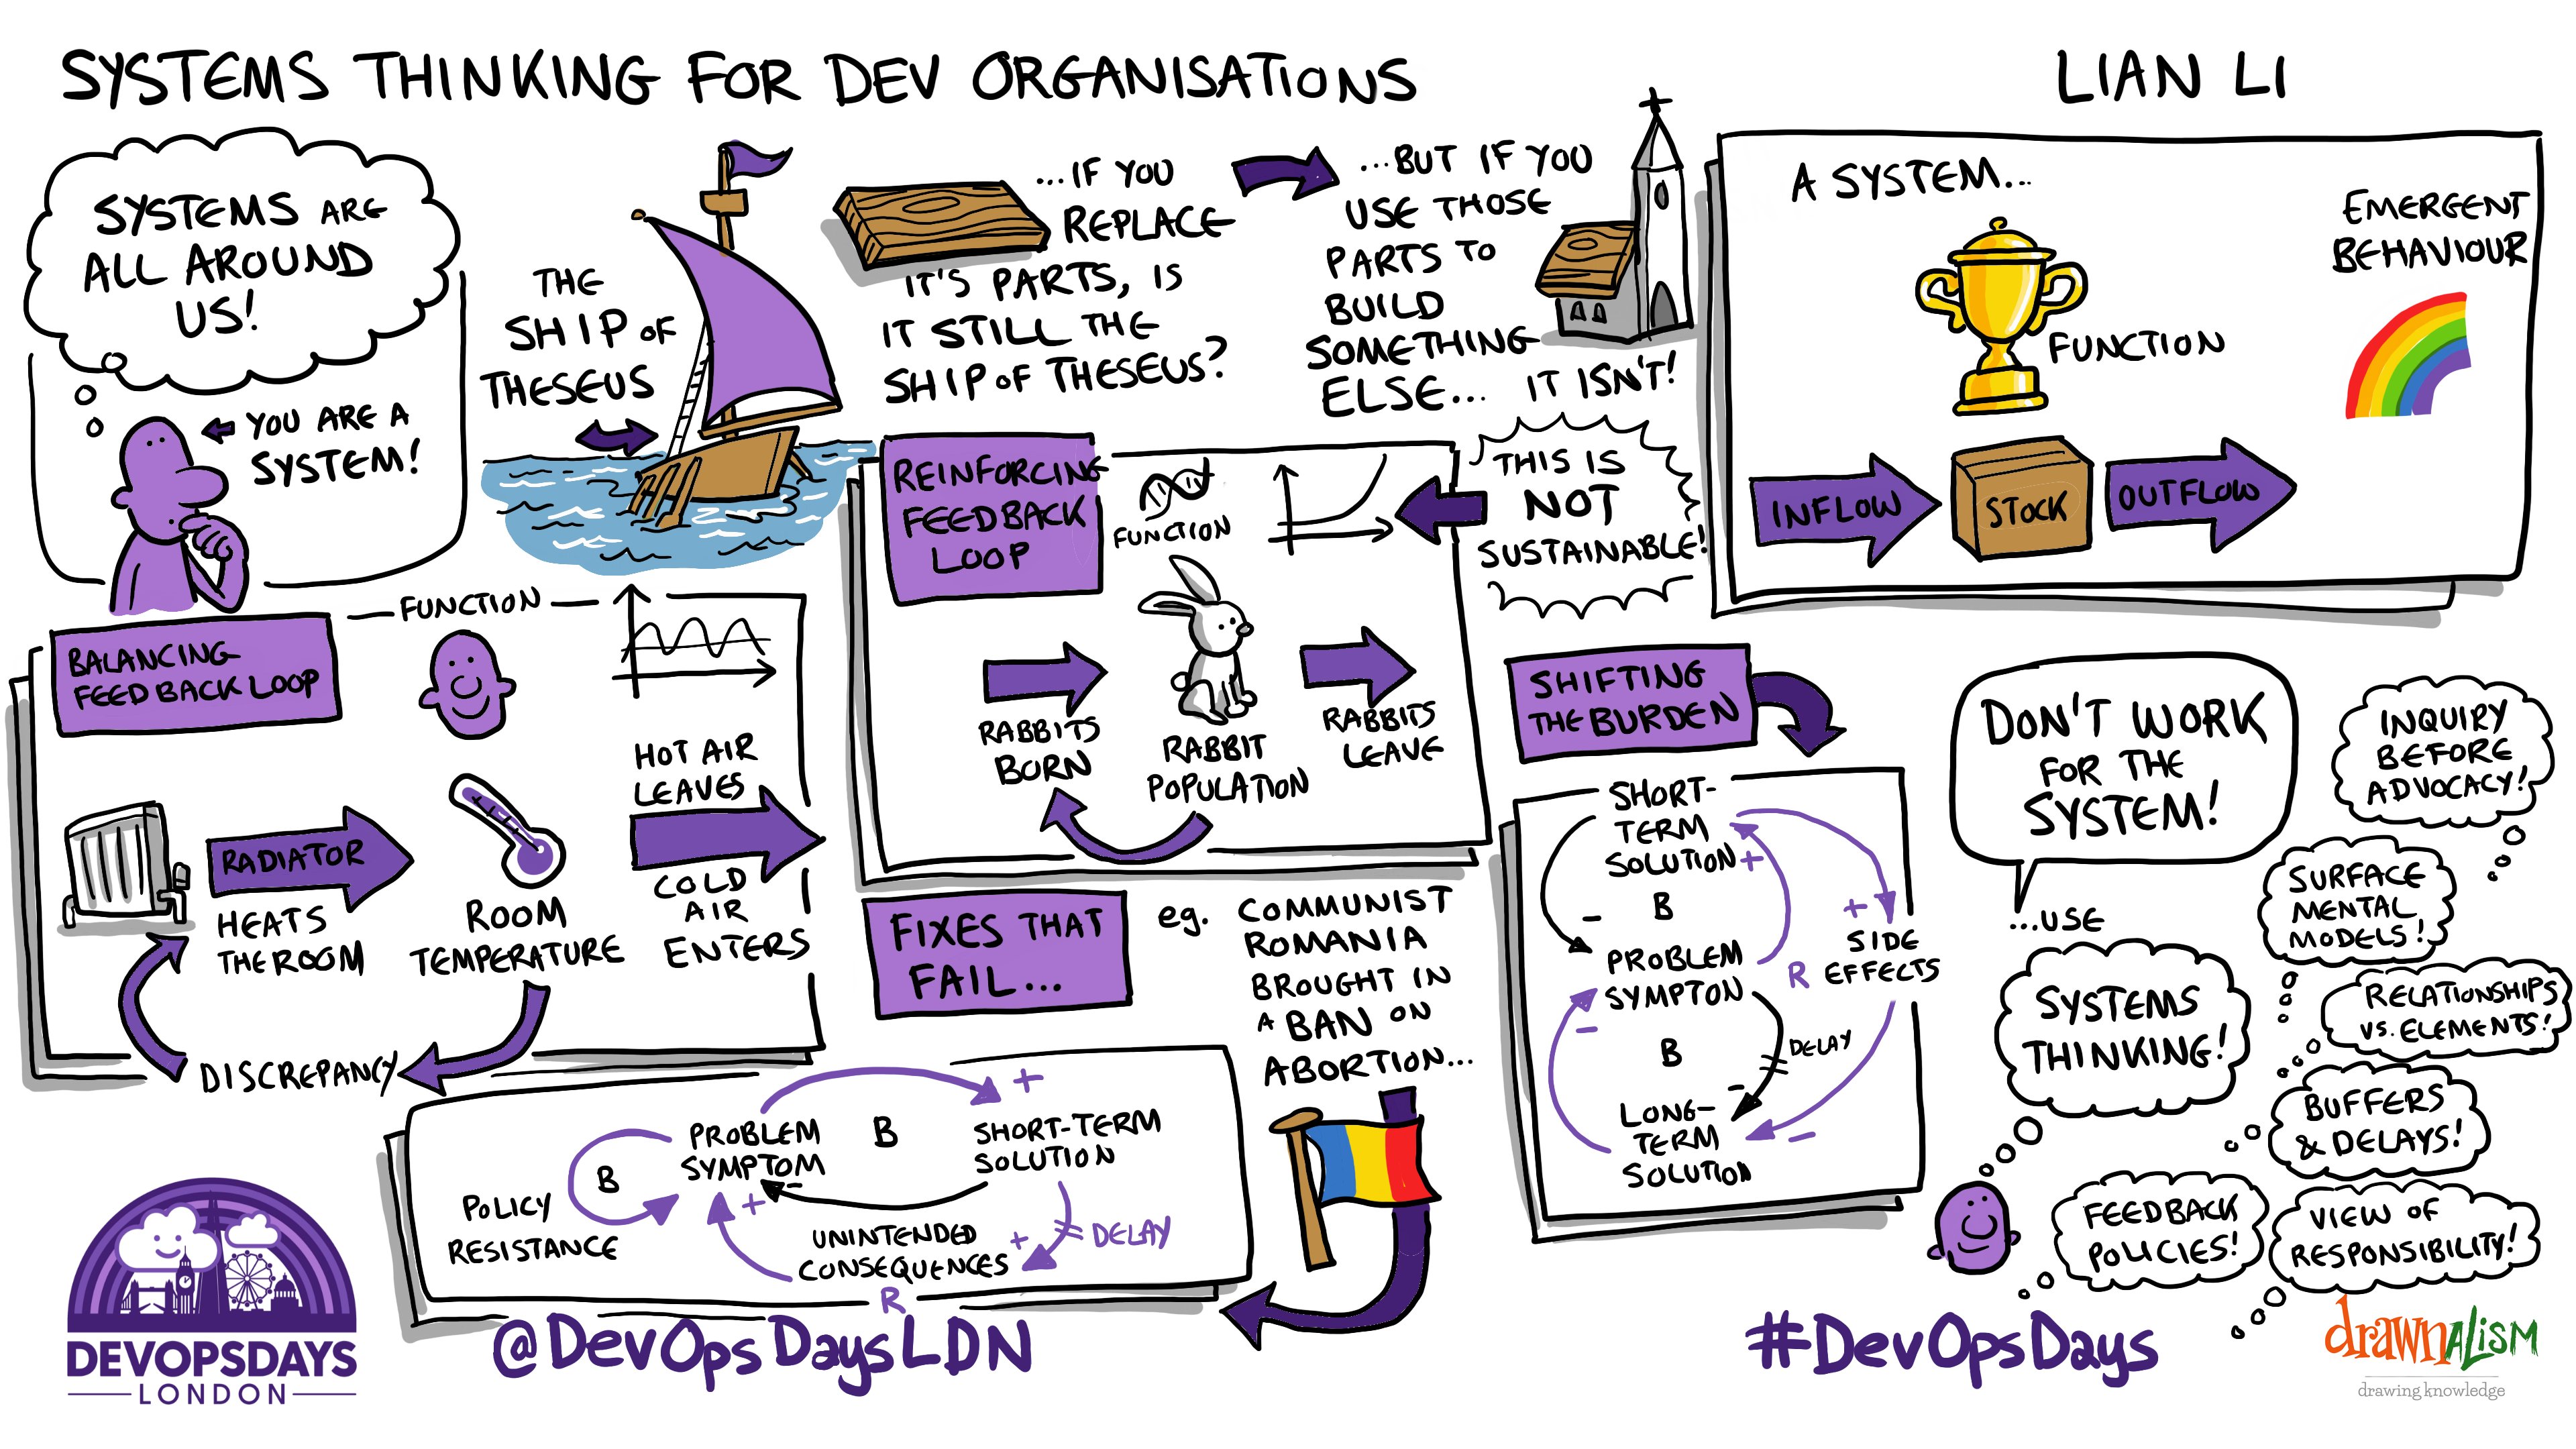 SYSTEMS THINKING FOR DEV ORGANISATIONS
LIAN LI
SYSTEMS ARE
ALL AROUND
US!
YOU ARE A
SYSTEM!
THE
SHIP OF
THESEUS
...IF YOU
REPLACE
IT'S PARTS, IS
IT STILL THE
SHIP OF THESEUS?
...BUT IF YOU
USE THOSE
PARTS TO
BUILD
SOMETHING
ELSE...
IT ISN'T!
A SYSTEM...
EMERGENT
BEHAVIOUR
FUNCTION
INFLOW
STOCK
OUTFLOW
BALANCING
FEEDBACK LOOP
FUNCTION
HOT AIR
LEAVES
RADIATOR
HEATS
THE ROOM
ROOM
TEMPERATURE
COLD
AIR
ENTERS
DISCREPANCY
REINFORCING
FEEDBACK
LOOP
FUNCTION
THIS IS
NOT
SUSTAINABLE!
RABBITS
BORN
RABBIT
POPULATION
RABBITS
LEAVE
FIXES THAT
FAIL...
eg. COMMUNIST
ROMANIA
BROUGHT IN
A BAN ON
ABORTION...
POLICY
RESISTANCE
B
PROBLEM
SYMPTOM
B
+
SHORT-TERM
SOLUTION
-
+
UNINTENDED
CONSEQUENCES
+
DELAY
R
SHIFTING
THE BURDEN
SHORT-
TERM
SOLUTION
+
-
B
+
SIDE
EFFECTS
R
PROBLEM
SYMPTON
-
B
DELAY
-
LONG-
TERM
SOLUTION
-
DON'T WORK
FOR THE
SYSTEM!
...USE
SYSTEMS
THINKING!
INQUIRY
BEFORE
ADVOCACY!
SURFACE
MENTAL
MODELS!
RELATIONSHIPS
VS. ELEMENTS!
BUFFERS
& DELAYS!
FEEDBACK
POLICIES!
VIEW OF
RESPONSIBILITY!
DEVOPSDAYS
LONDON
@DevOpsDaysLDN
#DevOpsDays
drawnalism
drawing knowledge